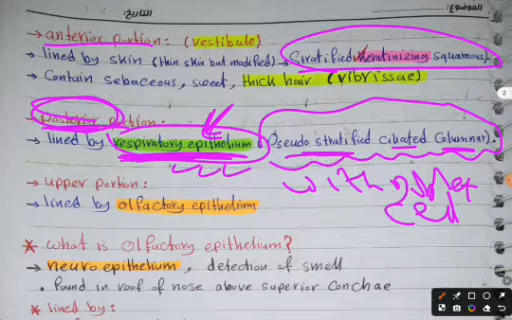 الموضوع: التاريخ:
→ anterior portion: (vestibule)
→ lined by skin (thin skin but modified) → Stratified Keratinizing squamous.
→ Contain sebaceous, sweet, thick hair (vibrissae)
Posterior portion.
→ lined by respiratory epithelium (Pseudo stratified ciliated Columnar).
with goblet
cell
→ upper portion:
→ lined by olfactory epithelium
* what is Olfactory epithelium?
→ neuro epithelium, detection of smell
. found in roof of nose above superior conchae
* lined by: